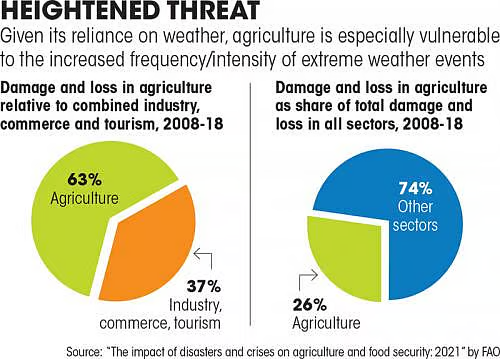 HEIGHTENED THREAT
Given its reliance on weather, agriculture is especially vulnerable
to the increased frequency/intensity of extreme weather events
Damage and loss in agriculture
relative to combined industry,
commerce and tourism, 2008-18
63%
Agriculture
37%
Industry,
commerce, tourism
Damage and loss in agriculture
as share of total damage and
loss in all sectors, 2008-18
74%
Other
sectors
26%
Agriculture
Source: "The impact of disasters and crises on agriculture and food security: 2021" by FAO